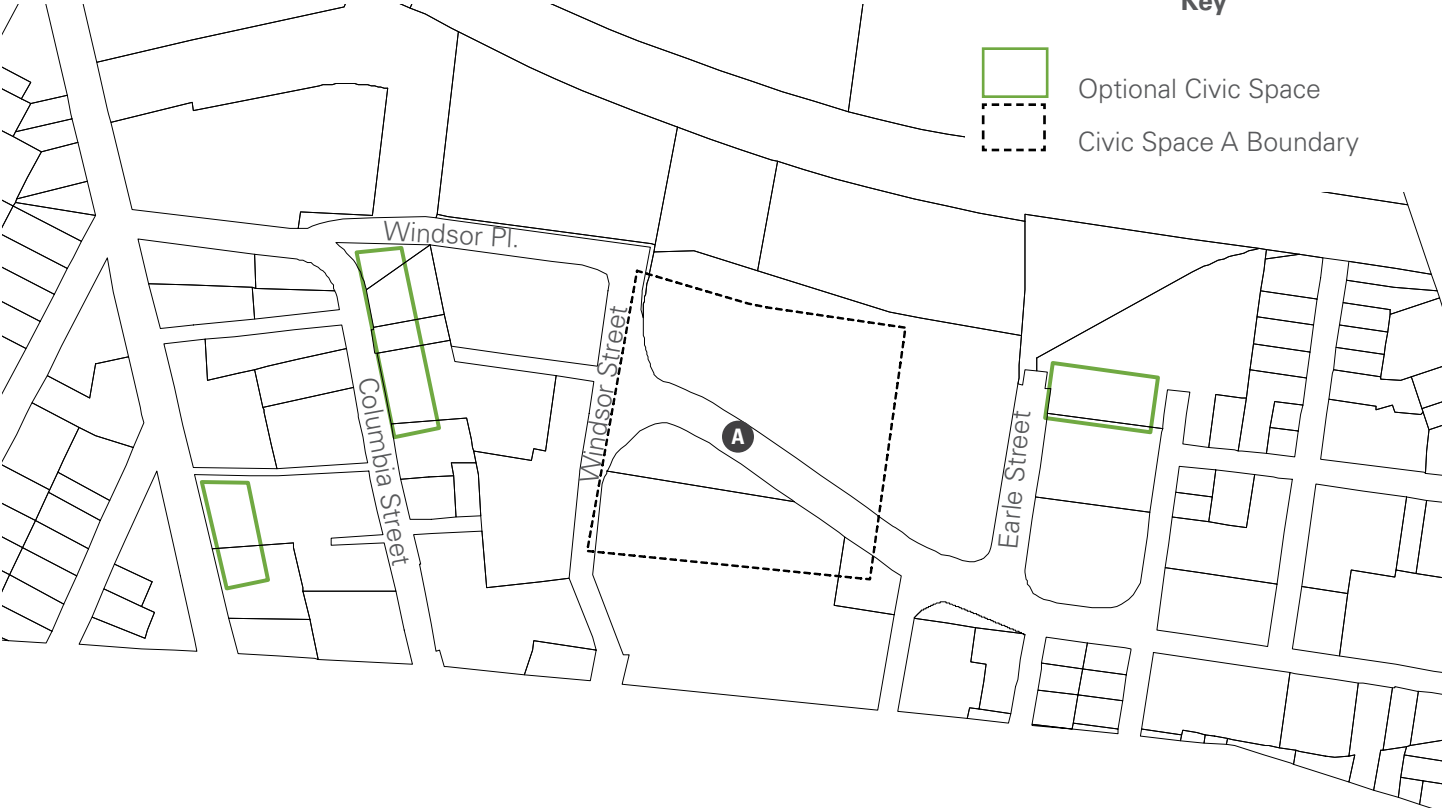 Key
Optional Civic Space
Civic Space A Boundary
Windsor Pl.
Windsor Street
Columbia Street
A
Earle Street